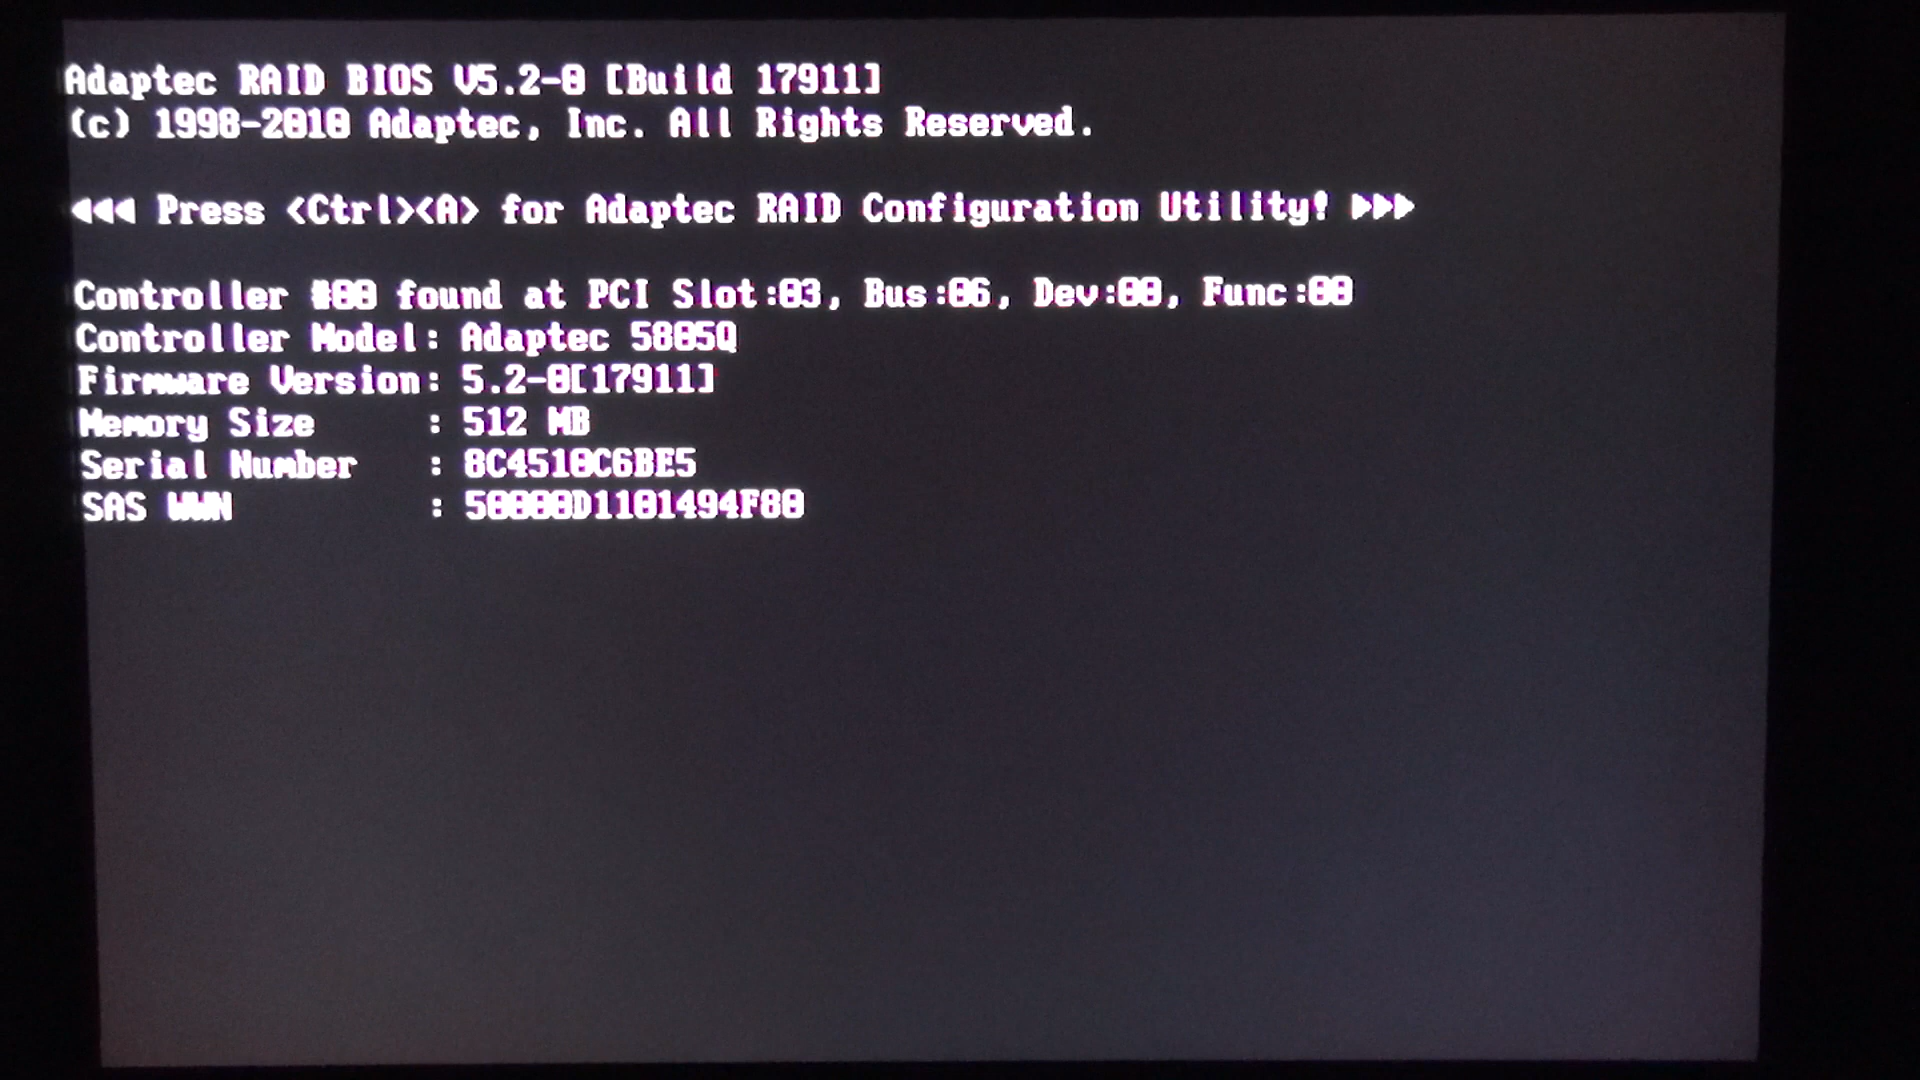 Adaptec RAID BIOS V5.2-0 [Build 17911]
(c) 1998-2010 Adaptec, Inc. All Rights Reserved.
◄◄◄ Press <Ctrl><A> for Adaptec RAID Configuration Utility! ►►►
Controller #00 found at PCI Slot:03, Bus:06, Dev:00, Func:00
Controller Model: Adaptec 5805Q
Firmware Version: 5.2-0[17911]
Memory Size : 512 MB
Serial Number : 8C4510C6BE5
SAS WWN : 50000D1101494F80